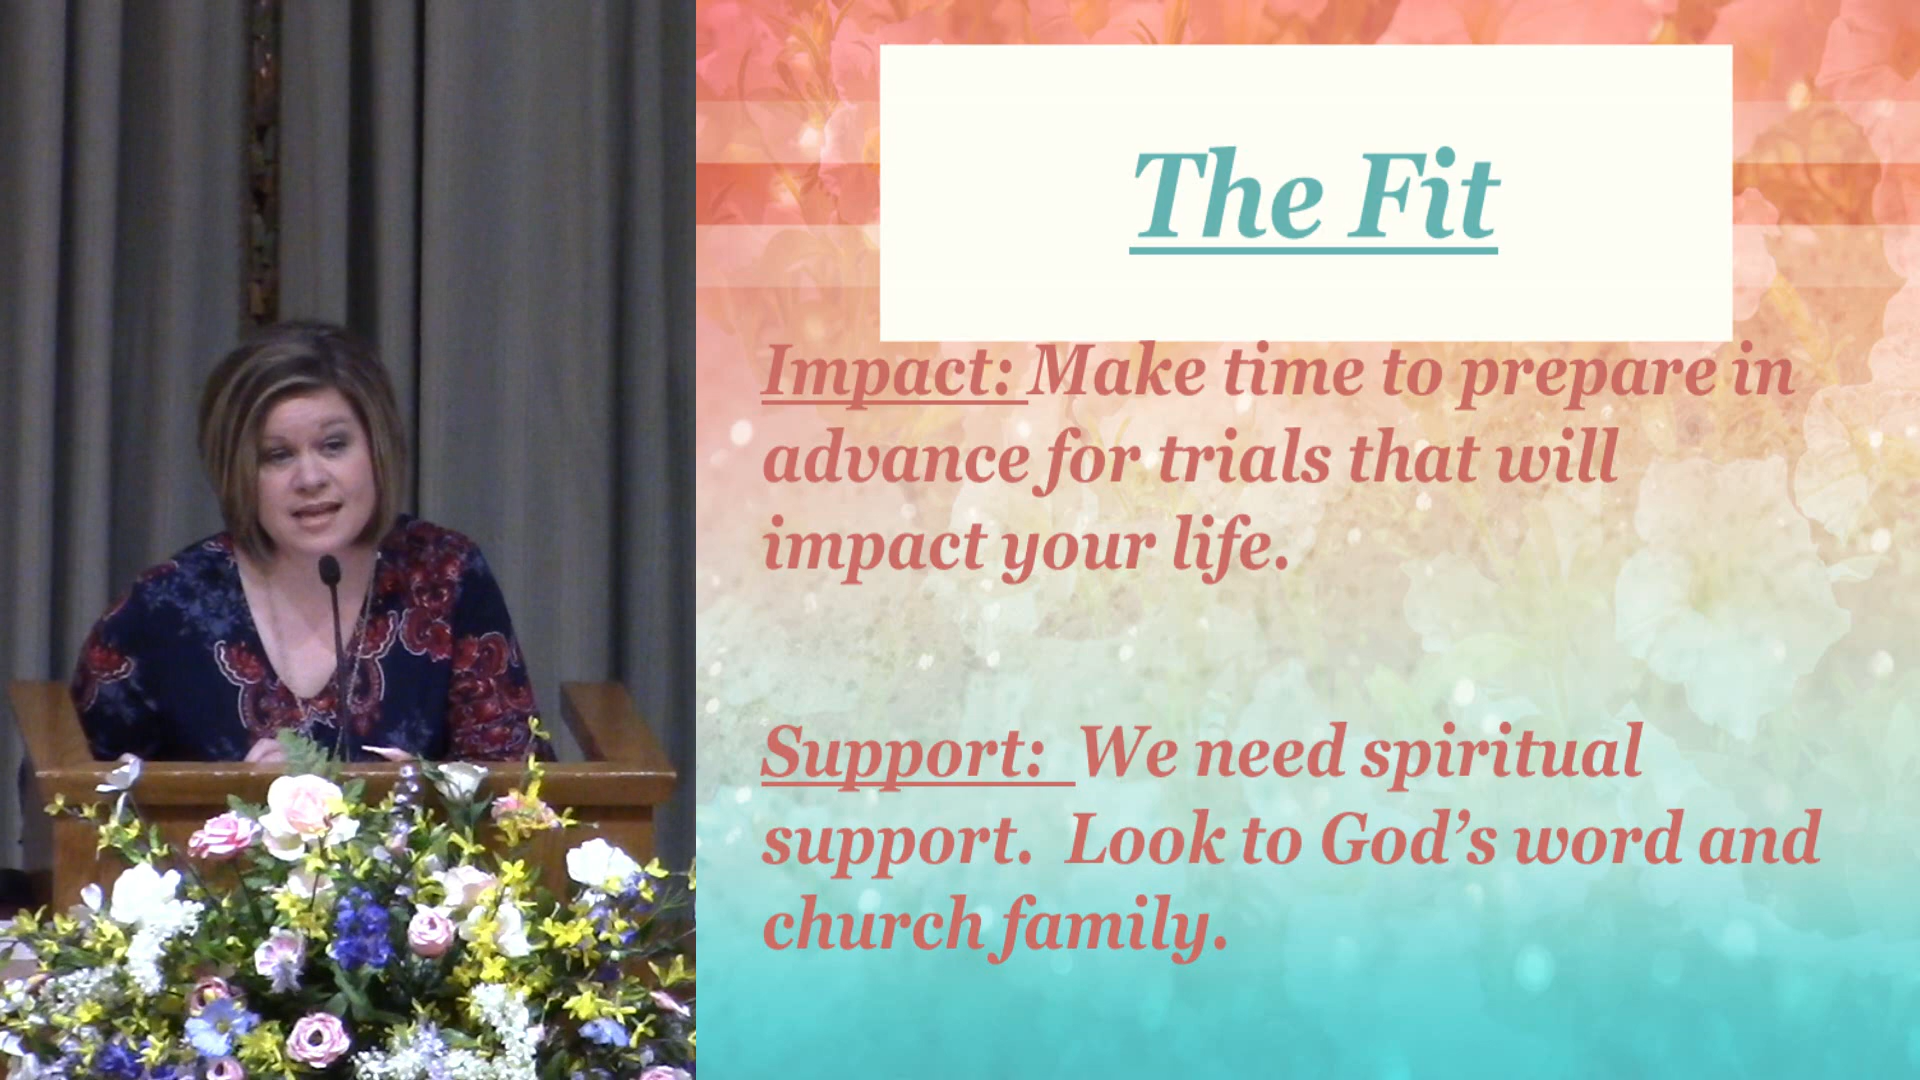 The Fit
Impact: Make time to prepare in
advance for trials that will
impact your life.
Support: We need spiritual
support. Look to God's word and
church family.